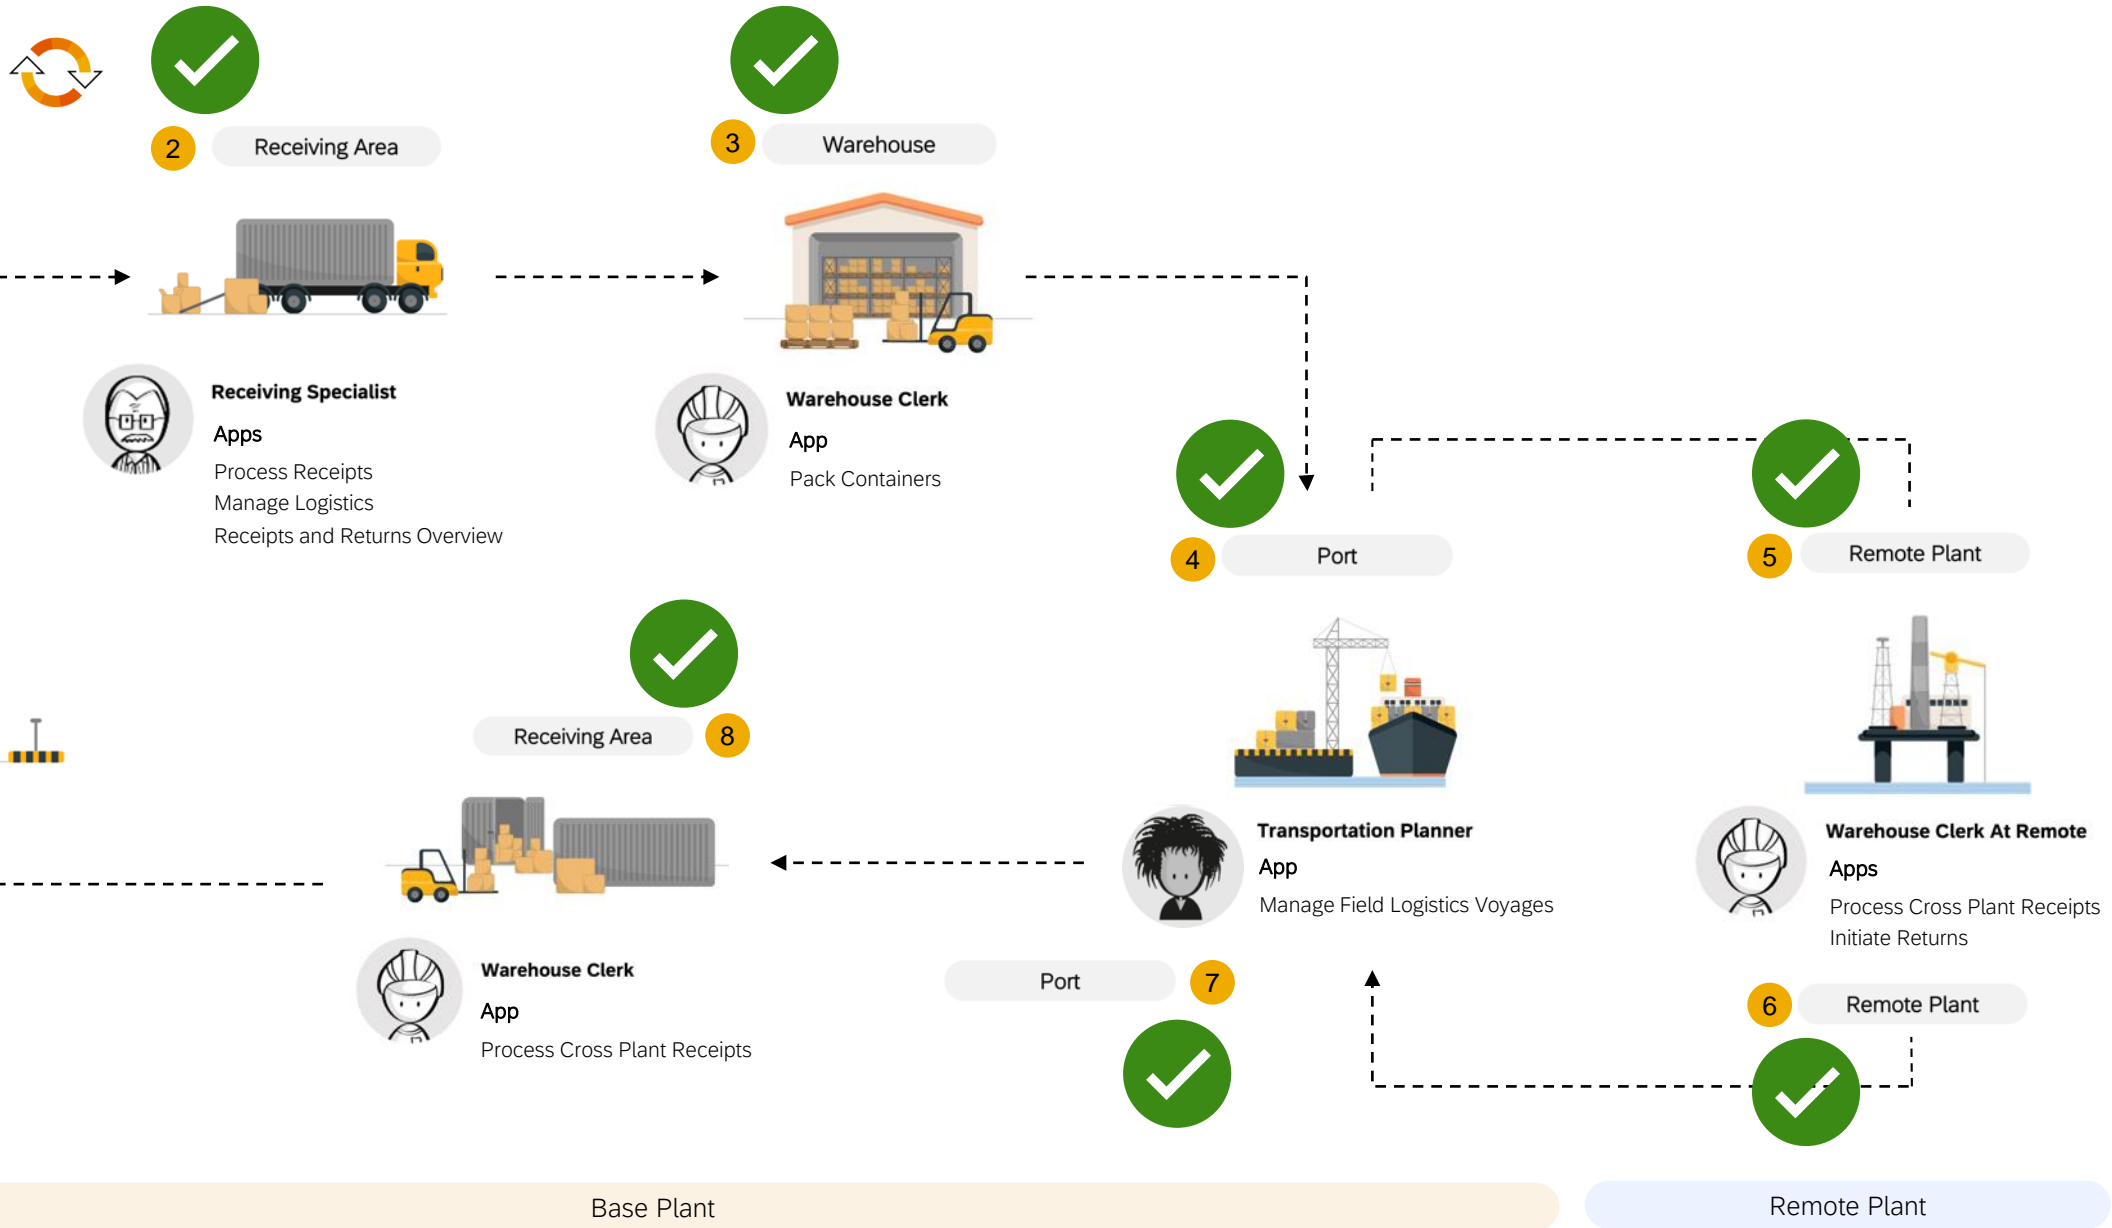 2
Receiving Area
3
Warehouse
Receiving Specialist
Apps
Process Receipts
Manage Logistics
Receipts and Returns Overview
Warehouse Clerk
App
Pack Containers
4
Port
5
Remote Plant
Receiving Area
8
Transportation Planner
App
Manage Field Logistics Voyages
Warehouse Clerk At Remote
Apps
Process Cross Plant Receipts
Initiate Returns
Warehouse Clerk
App
Process Cross Plant Receipts
Port
7
6
Remote Plant
Base Plant
Remote Plant